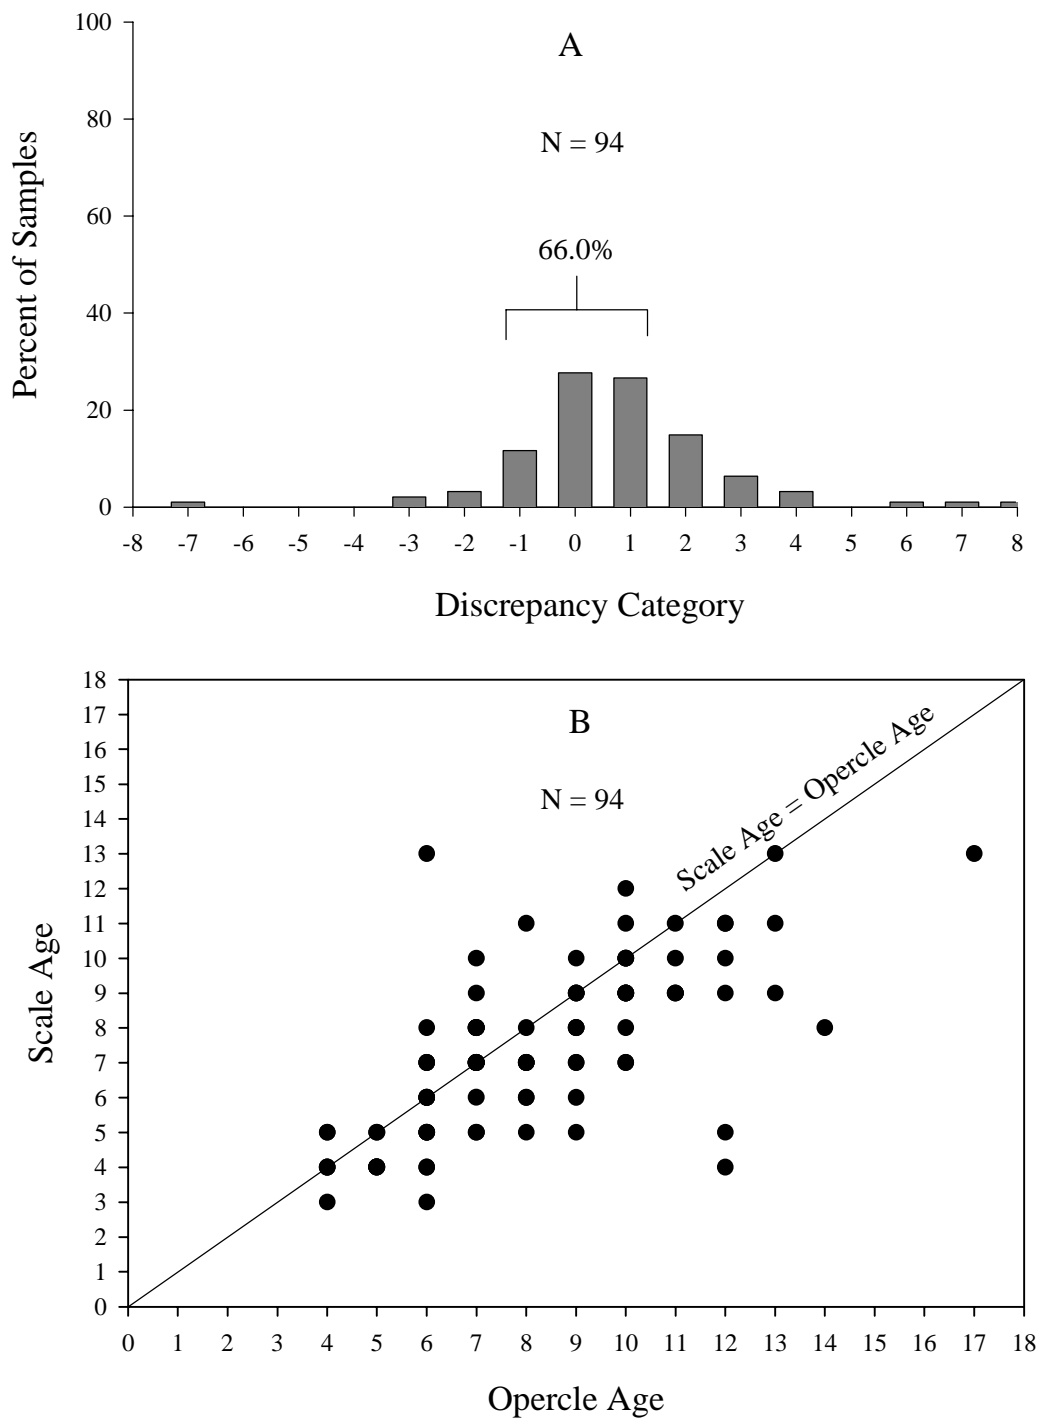 100
A
80
N = 94
60
66.0%
40
20
0
Percent of Samples
-8 -7 -6 -5 -4 -3 -2 -1 0 1 2 3 4 5 6 7 8
Discrepancy Category
18
17
B
16
15
N = 94
14
13
12
11
10
9
8
7
6
5
4
3
2
1
0
Scale Age = Opercle Age
Scale Age
0 1 2 3 4 5 6 7 8 9 10 11 12 13 14 15 16 17 18
Opercle Age